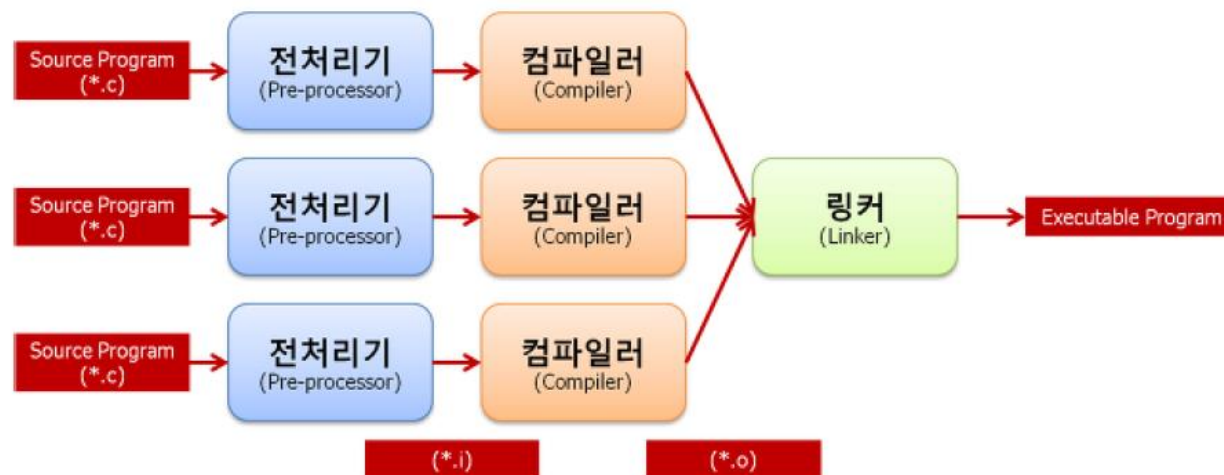 Source Program
(*.c)
전처리기
(Pre-processor)
컴파일러
(Compiler)
Source Program
(*.c)
전처리기
(Pre-processor)
컴파일러
(Compiler)
링커
(Linker)
Executable Program
Source Program
(*.c)
전처리기
(Pre-processor)
컴파일러
(Compiler)
(*.i)
(*.o)